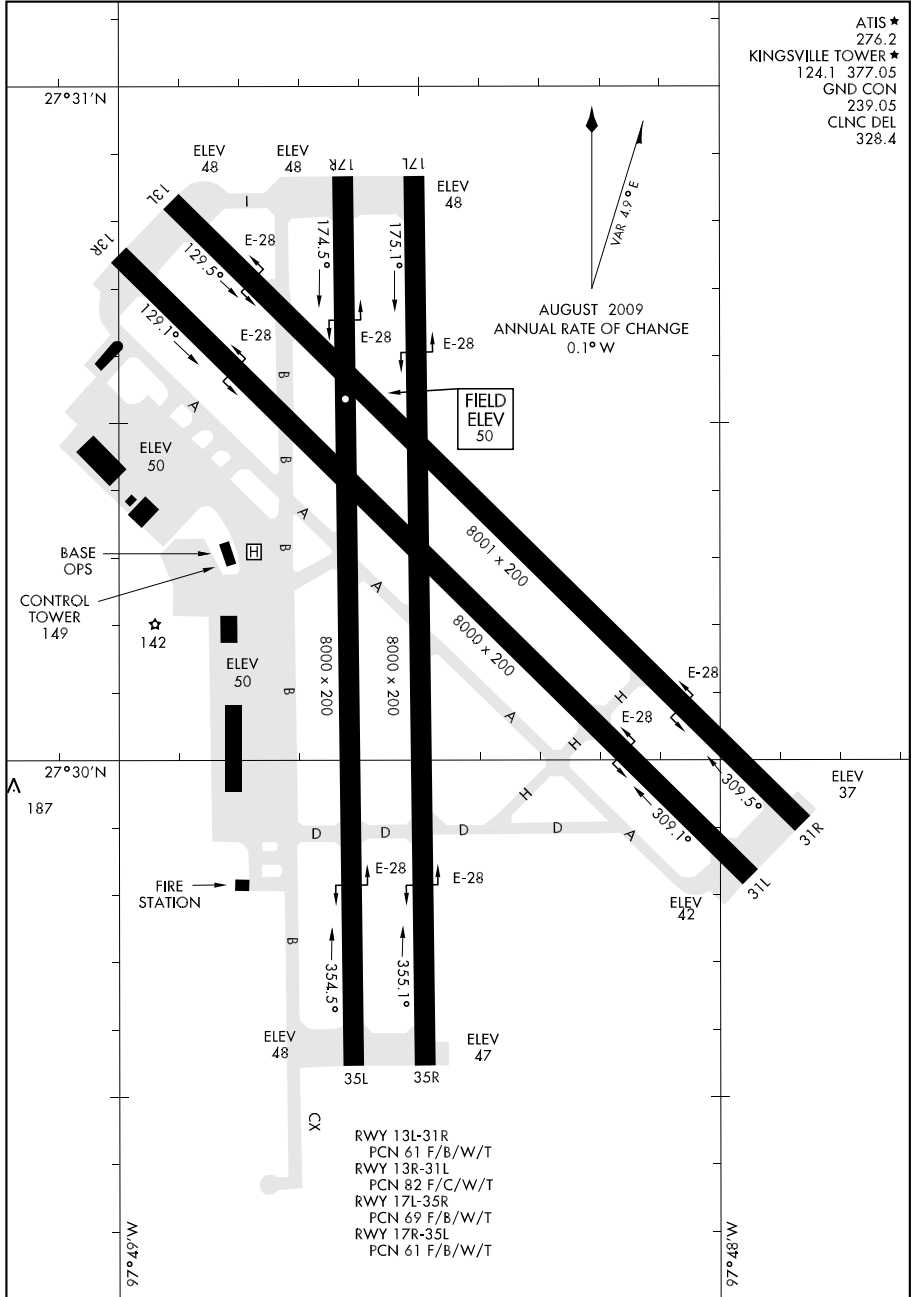 ATIS ★
276.2
KINGSVILLE TOWER ★
124.1 377.05
GND CON
239.05
CLNC DEL
328.4
27°31'N
VAR 4.9° E
AUGUST 2009
ANNUAL RATE OF CHANGE
0.1° W
ELEV
48
ELEV
48
17R
17L
ELEV
48
13L
13R
I
E-28
129.5°
174.5°
175.1°
E-28
129.1°
E-28
E-28
B
A
FIELD
ELEV
50
ELEV
50
B
A
B
H
BASE
OPS
CONTROL
TOWER
149
142
A
8001 x 200
8000 x 200
8000 x 200
8000 x 200
ELEV
50
B
H
E-28
A
E-28
H
27°30'N
187
ELEV
37
309.5°
309.1°
H
31R
D
D
D
D
A
31L
E-28
E-28
FIRE
STATION
ELEV
42
B
354.5°
355.1°
ELEV
48
ELEV
47
35L
35R
CX
RWY 13L-31R
PCN 61 F/B/W/T
RWY 13R-31L
PCN 82 F/C/W/T
RWY 17L-35R
PCN 69 F/B/W/T
RWY 17R-35L
PCN 61 F/B/W/T
97°49'W
97°48'W